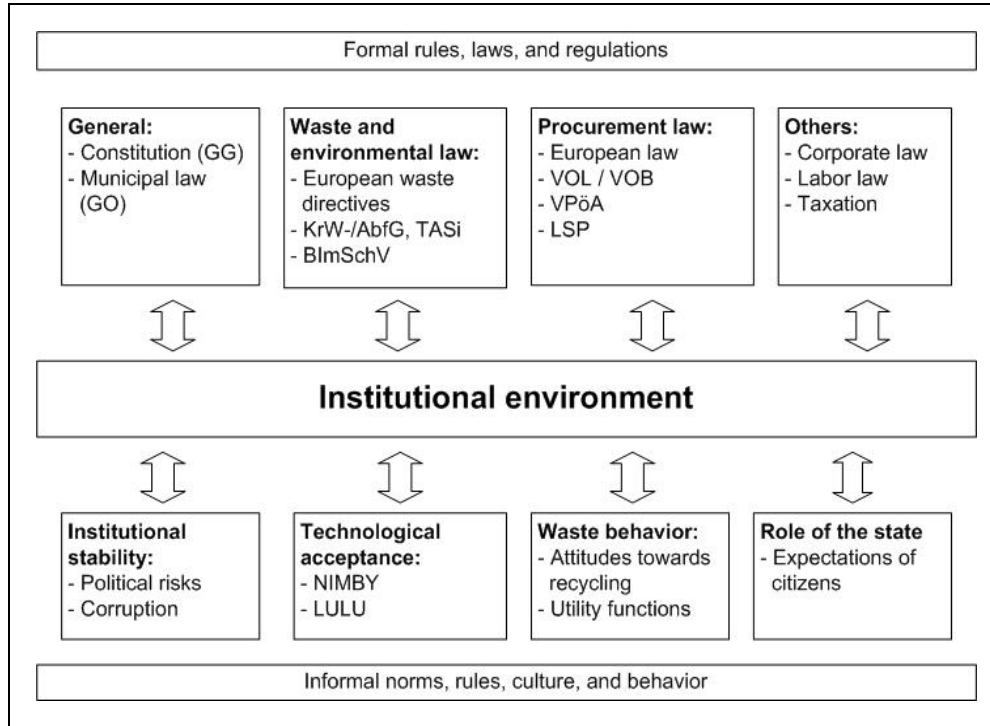 Formal rules, laws, and regulations
General:
- Constitution (GG)
- Municipal law
(GO)
Waste and
environmental law:
- European waste
directives
- KrW-/AbfG, TASi
- BImSchV
Procurement law:
- European law
- VOL / VOB
- VPöA
- LSP
Others:
- Corporate law
- Labor law
- Taxation
Institutional environment
Institutional
stability:
- Political risks
- Corruption
Technological
acceptance:
- NIMBY
- LULU
Waste behavior:
- Attitudes towards
recycling
- Utility functions
Role of the state
- Expectations of
citizens
Informal norms, rules, culture, and behavior